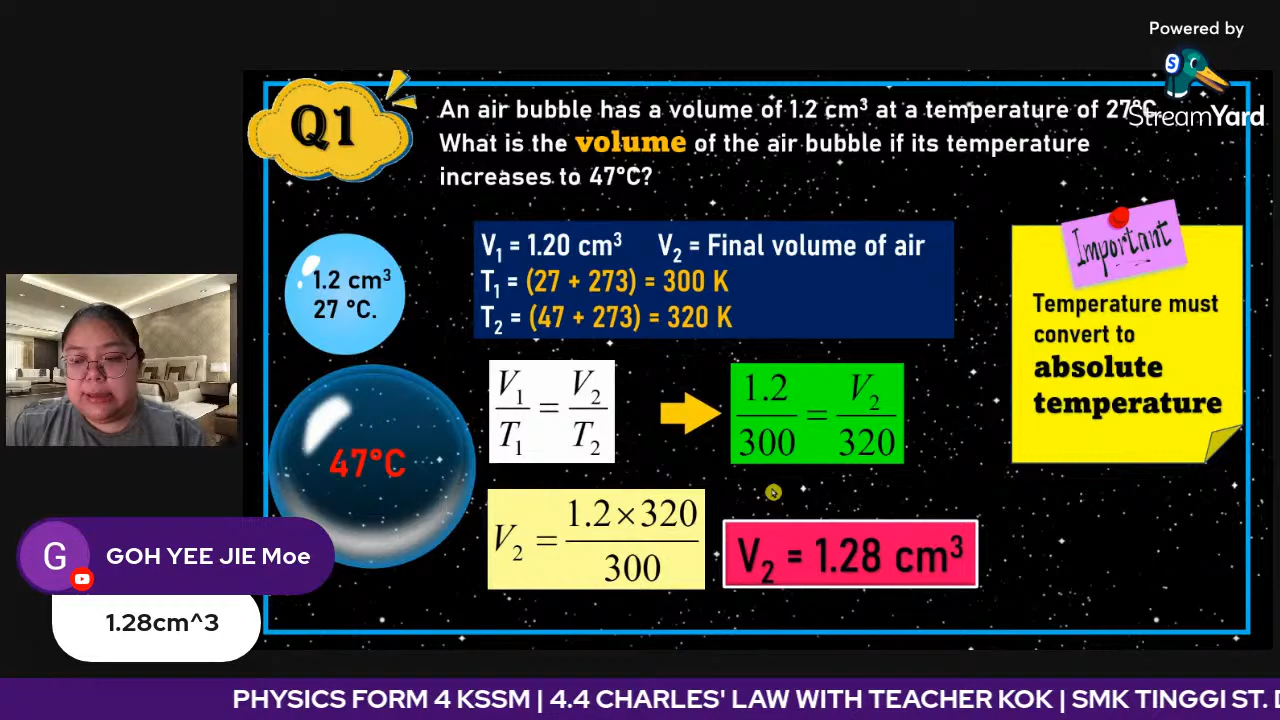 Powered by
StreamYard
Q1
An air bubble has a volume of 1.2 cm³ at a temperature of 27°C.
What is the volume of the air bubble if its temperature
increases to 47°C?
1.2 cm³
27 °C.
V₁ = 1.20 cm³ V₂ = Final volume of air
T₁ = (27 + 273) = 300 K
T₂ = (47 + 273) = 320 K
Important
Temperature must
convert to
absolute
temperature
V₁/T₁ = V₂/T₂
1.2/300 = V₂/320
47°C
V₂ = 1.2×320/300
V₂ = 1.28 cm³
G
GOH YEE JIE Moe
1.28cm^3
PHYSICS FORM 4 KSSM | 4.4 CHARLES' LAW WITH TEACHER KOK | SMK TINGGI ST.